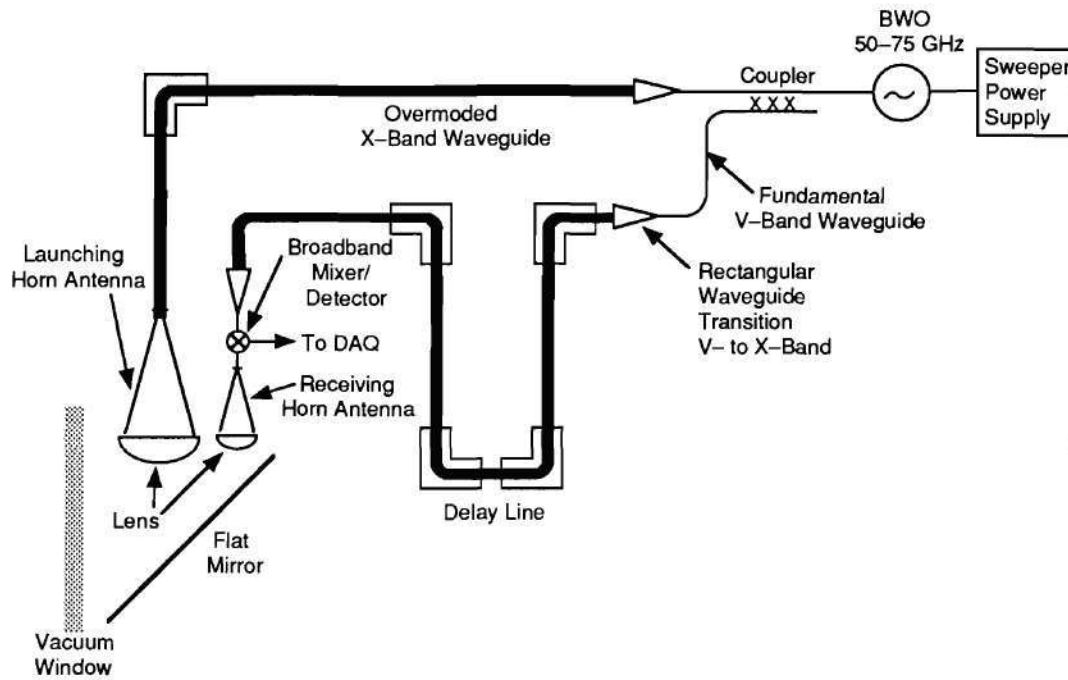 BWO
50–75 GHz
Sweeper
Power
Supply
Coupler
X X X
Overmoded
X–Band Waveguide
Fundamental
V–Band Waveguide
Launching
Horn Antenna
Broadband
Mixer/
Detector
Rectangular
Waveguide
Transition
V– to X–Band
To DAQ
Receiving
Horn Antenna
Lens
Delay Line
Flat
Mirror
Vacuum
Window